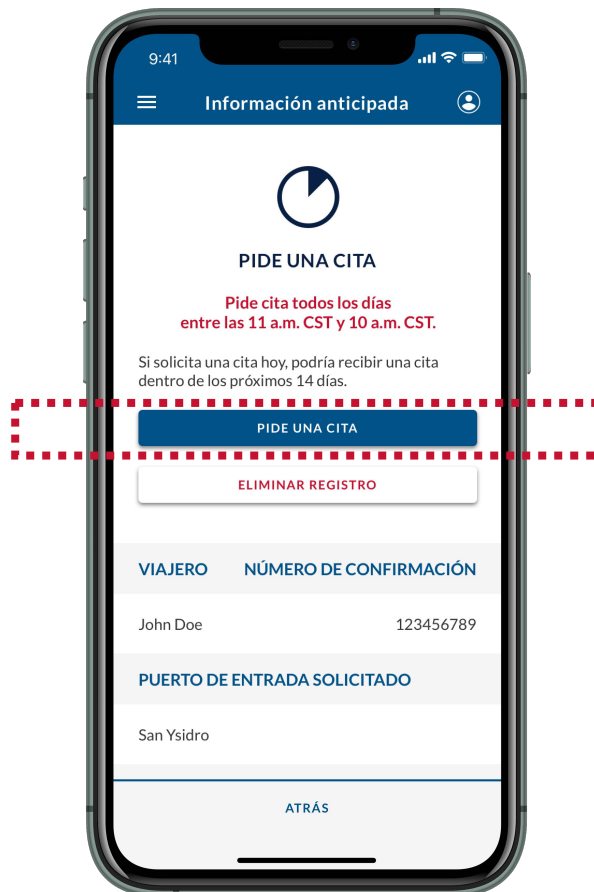 9:41
Información anticipada
PIDE UNA CITA
Pide cita todos los días
entre las 11 a.m. CST y 10 a.m. CST.
Si solicita una cita hoy, podría recibir una cita
dentro de los próximos 14 días.
PIDE UNA CITA
ELIMINAR REGISTRO
VIAJERO NÚMERO DE CONFIRMACIÓN
John Doe 123456789
PUERTO DE ENTRADA SOLICITADO
San Ysidro
ATRÁS